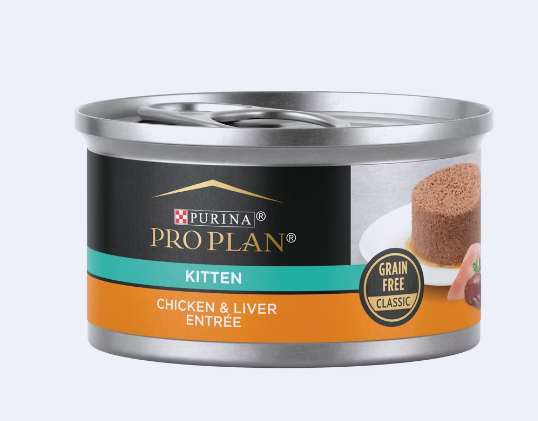 PURINA®
PRO PLAN®
KITTEN
CHICKEN & LIVER
ENTRÉE
GRAIN
FREE
CLASSIC